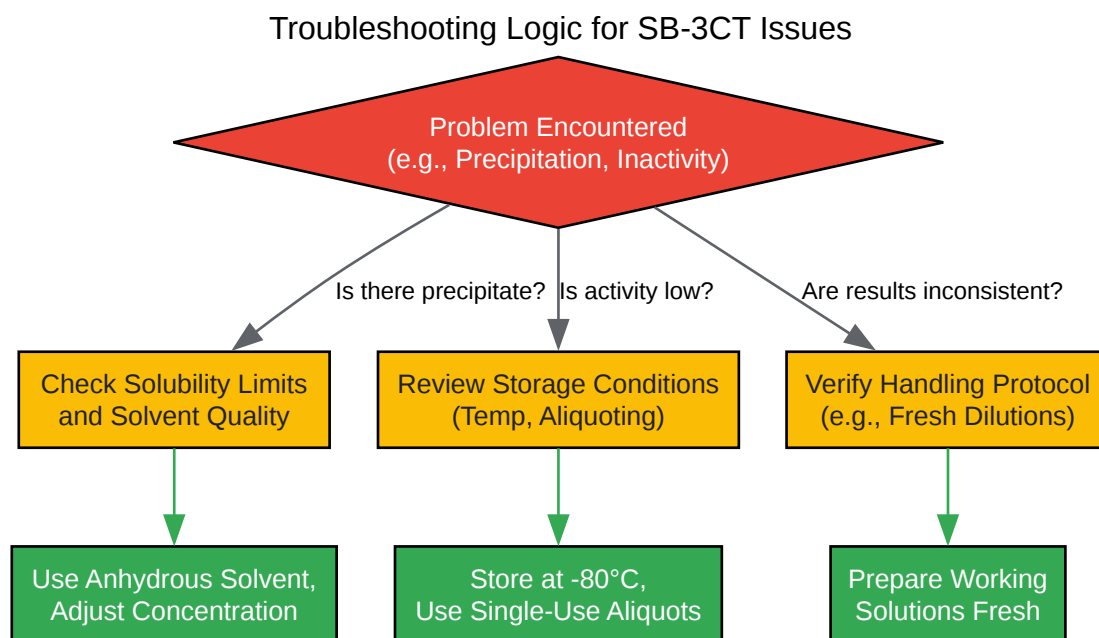 Troubleshooting Logic for SB-3CT Issues
Problem Encountered
(e.g., Precipitation, Inactivity)
Is there precipitate?
Is activity low?
Are results inconsistent?
Check Solubility Limits
and Solvent Quality
Review Storage Conditions
(Temp, Aliquoting)
Verify Handling Protocol
(e.g., Fresh Dilutions)
Use Anhydrous Solvent,
Adjust Concentration
Store at -80°C,
Use Single-Use Aliquots
Prepare Working
Solutions Fresh